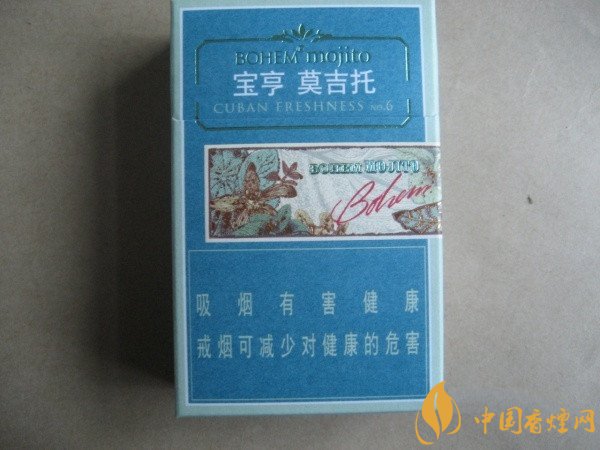 BOHEM mojito
宝亨 莫吉托
CUBAN FRESHNESS NO.6
BOHEM MOJITO
Bohem
吸烟有害健康
戒烟可减少对健康的危害
中国香烟网